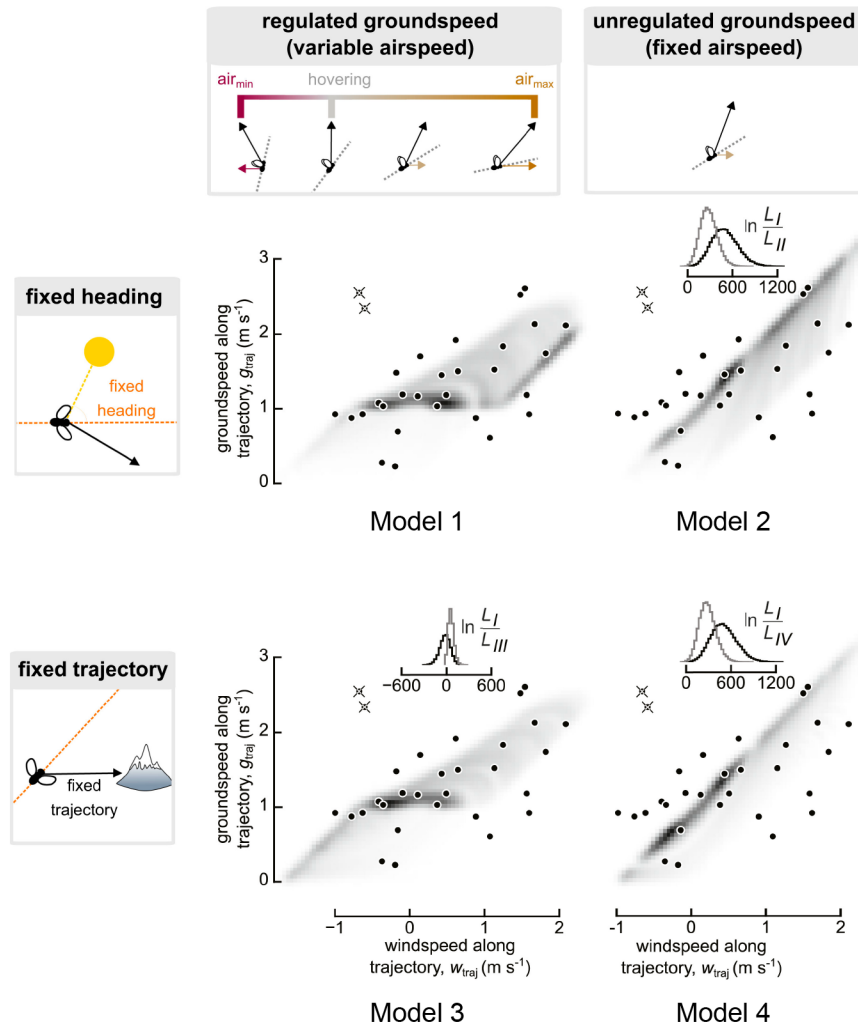 regulated groundspeed
(variable airspeed)
unregulated groundspeed
(fixed airspeed)
air_min
hovering
air_max
fixed heading
fixed
heading
ln L_I / L_II
0 600 1200
3
2
1
0
groundspeed along
trajectory, g_traj (m s⁻¹)
Model 1
Model 2
fixed trajectory
fixed
trajectory
ln L_I / L_III
−600 0 600
ln L_I / L_IV
0 600 1200
3
2
1
0
groundspeed along
trajectory, g_traj (m s⁻¹)
−1 0 1 2
-1 0 1 2
windspeed along
trajectory, w_traj (m s⁻¹)
windspeed along
trajectory, w_traj (m s⁻¹)
Model 3
Model 4